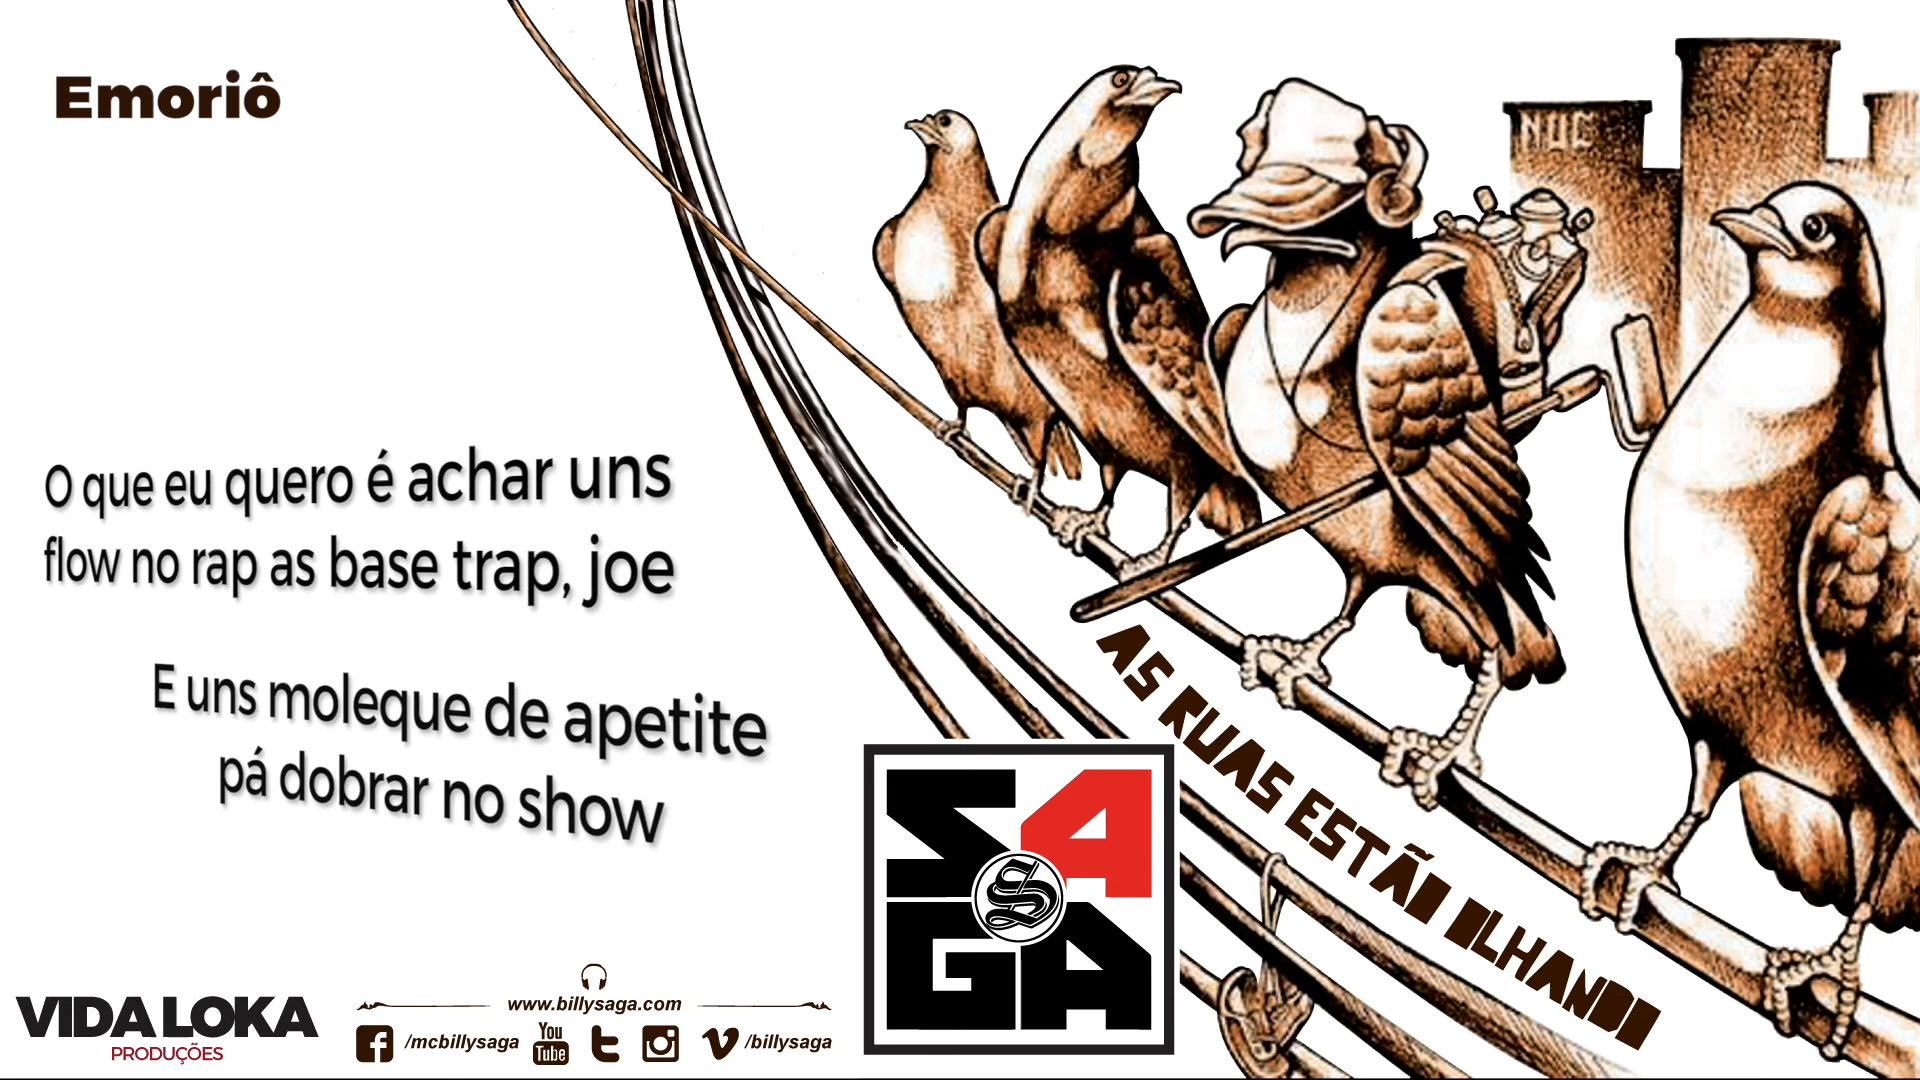 Emoriô
NUC
O que eu quero é achar uns
flow no rap as base trap, joe
E uns moleque de apetite
pá dobrar no show
AS RUAS ESTÃO OLHANDO
SAGA
S
VIDA LOKA
PRODUÇÕES
www.billysaga.com
/mcbillysaga
You
Tube
/billysaga